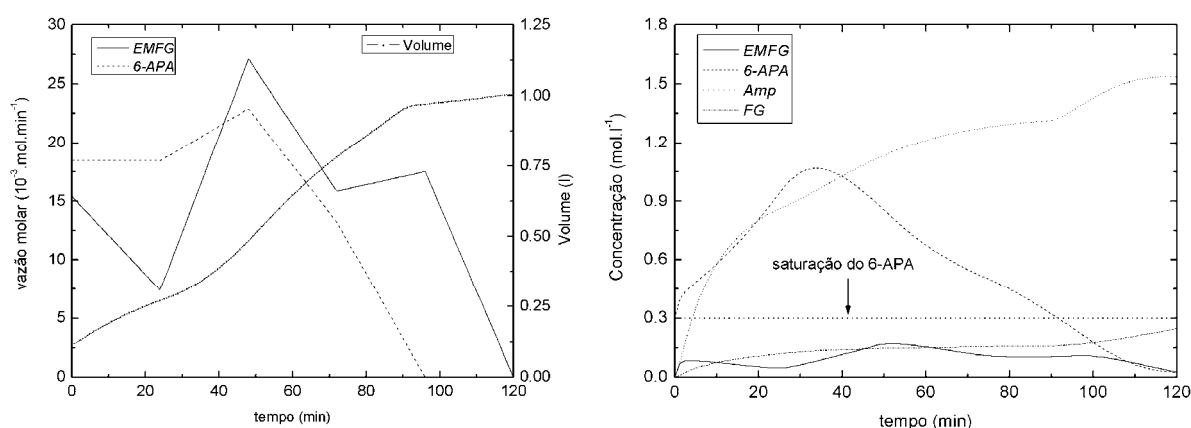 30
25
20
15
10
5
0
vazão molar (10⁻³.mol.min⁻¹)
EMFG
6-APA
Volume
1.25
1.00
0.75
0.50
0.25
0.00
Volume (l)
0 20 40 60 80 100 120
tempo (min)
1.8
1.5
1.2
0.9
0.6
0.3
0.0
Concentração (mol.l⁻¹)
EMFG
6-APA
Amp
FG
saturação do 6-APA
0 20 40 60 80 100 120
tempo (min)